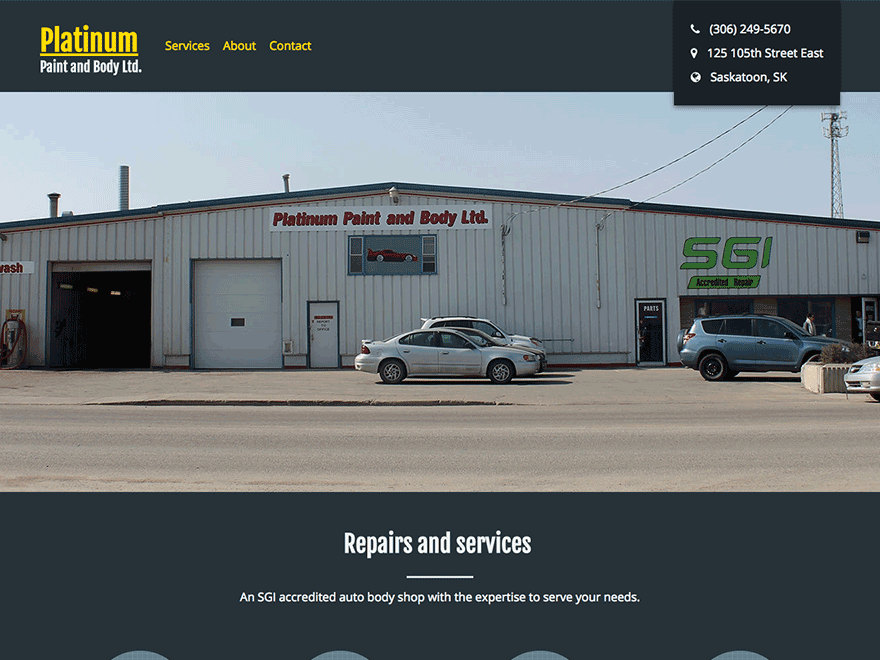 Platinum
Paint and Body Ltd.
Services About Contact
(306) 249-5670
125 105th Street East
Saskatoon, SK
Platinum Paint and Body Ltd.
wash
SGI
Accredited Repair
PARTS
Repairs and services
An SGI accredited auto body shop with the expertise to serve your needs.